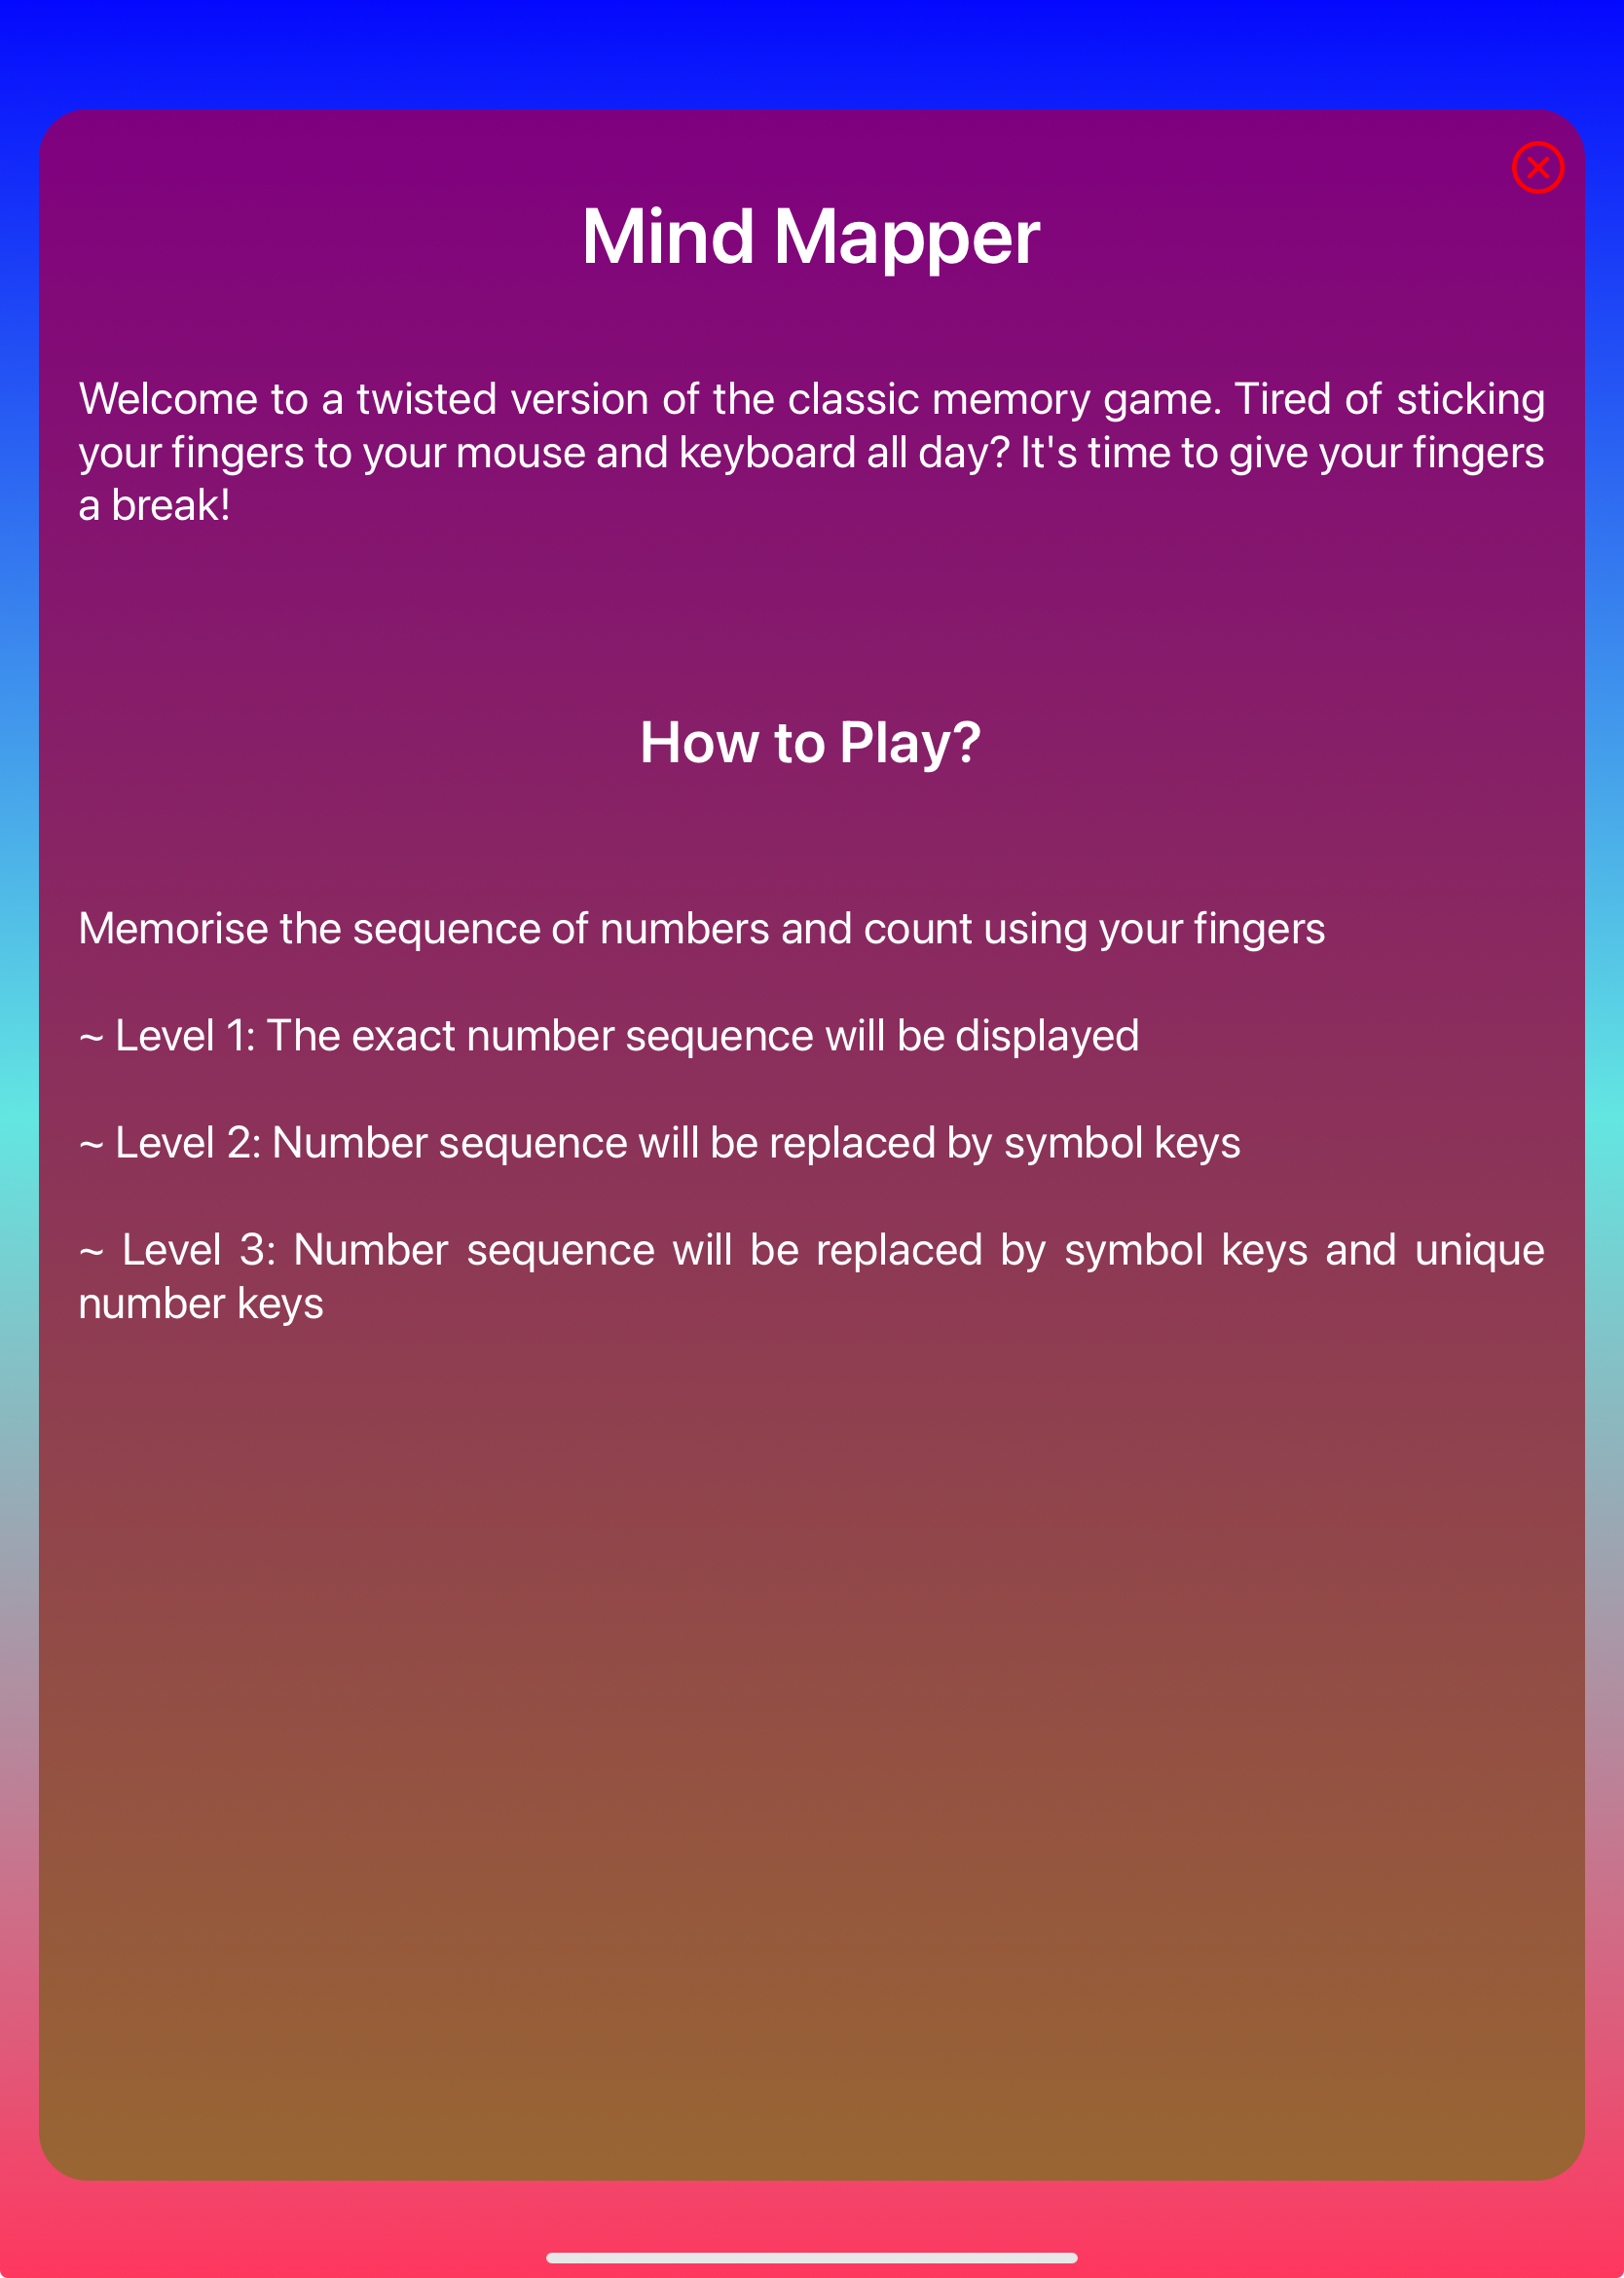 Mind Mapper
Welcome to a twisted version of the classic memory game. Tired of sticking
your fingers to your mouse and keyboard all day? It's time to give your fingers
a break!
How to Play?
Memorise the sequence of numbers and count using your fingers
~ Level 1: The exact number sequence will be displayed
~ Level 2: Number sequence will be replaced by symbol keys
~ Level 3: Number sequence will be replaced by symbol keys and unique
number keys